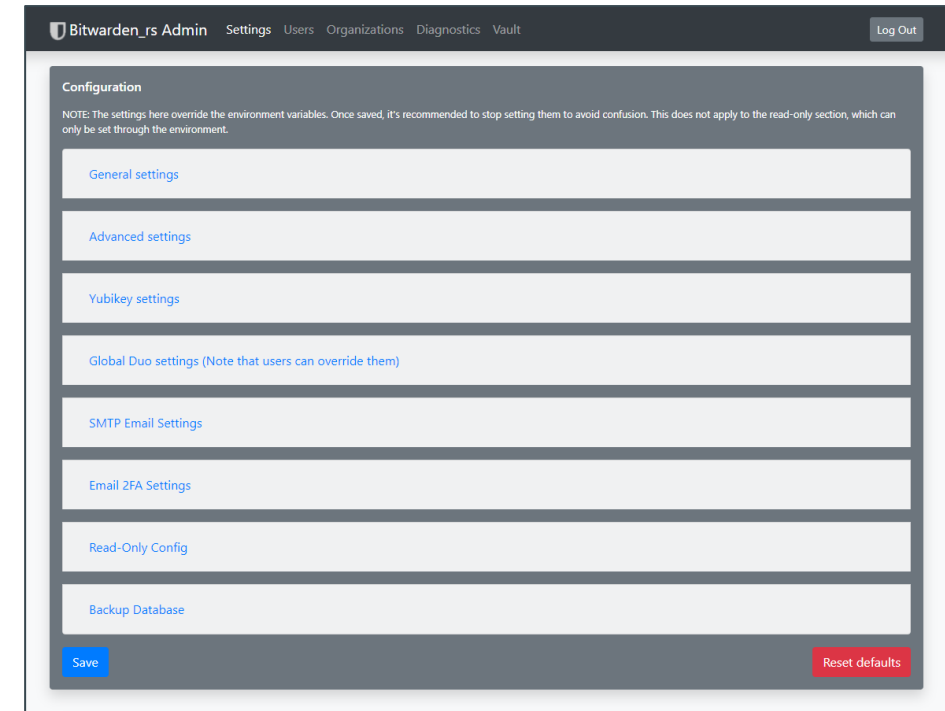 Bitwarden_rs Admin Settings Users Organizations Diagnostics Vault Log Out
Configuration
NOTE: The settings here override the environment variables. Once saved, it's recommended to stop setting them to avoid confusion. This does not apply to the read-only section, which can
only be set through the environment.
General settings
Advanced settings
Yubikey settings
Global Duo settings (Note that users can override them)
SMTP Email Settings
Email 2FA Settings
Read-Only Config
Backup Database
Save Reset defaults